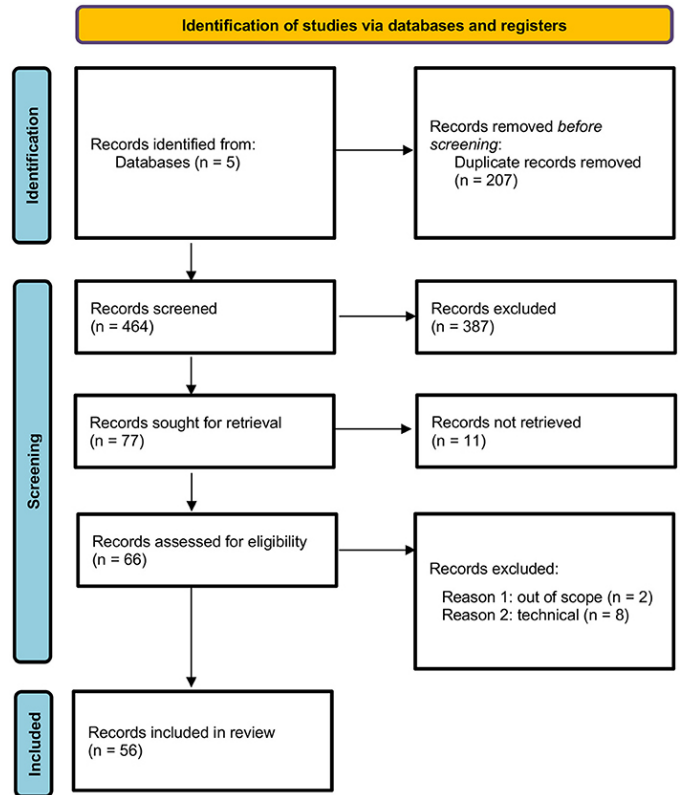 Identification of studies via databases and registers
Identification
Records identified from:
Databases (n = 5)
Records removed before
screening:
Duplicate records removed
(n = 207)
Screening
Records screened
(n = 464)
Records excluded
(n = 387)
Records sought for retrieval
(n = 77)
Records not retrieved
(n = 11)
Records assessed for eligibility
(n = 66)
Records excluded:
Reason 1: out of scope (n = 2)
Reason 2: technical (n = 8)
Included
Records included in review
(n = 56)